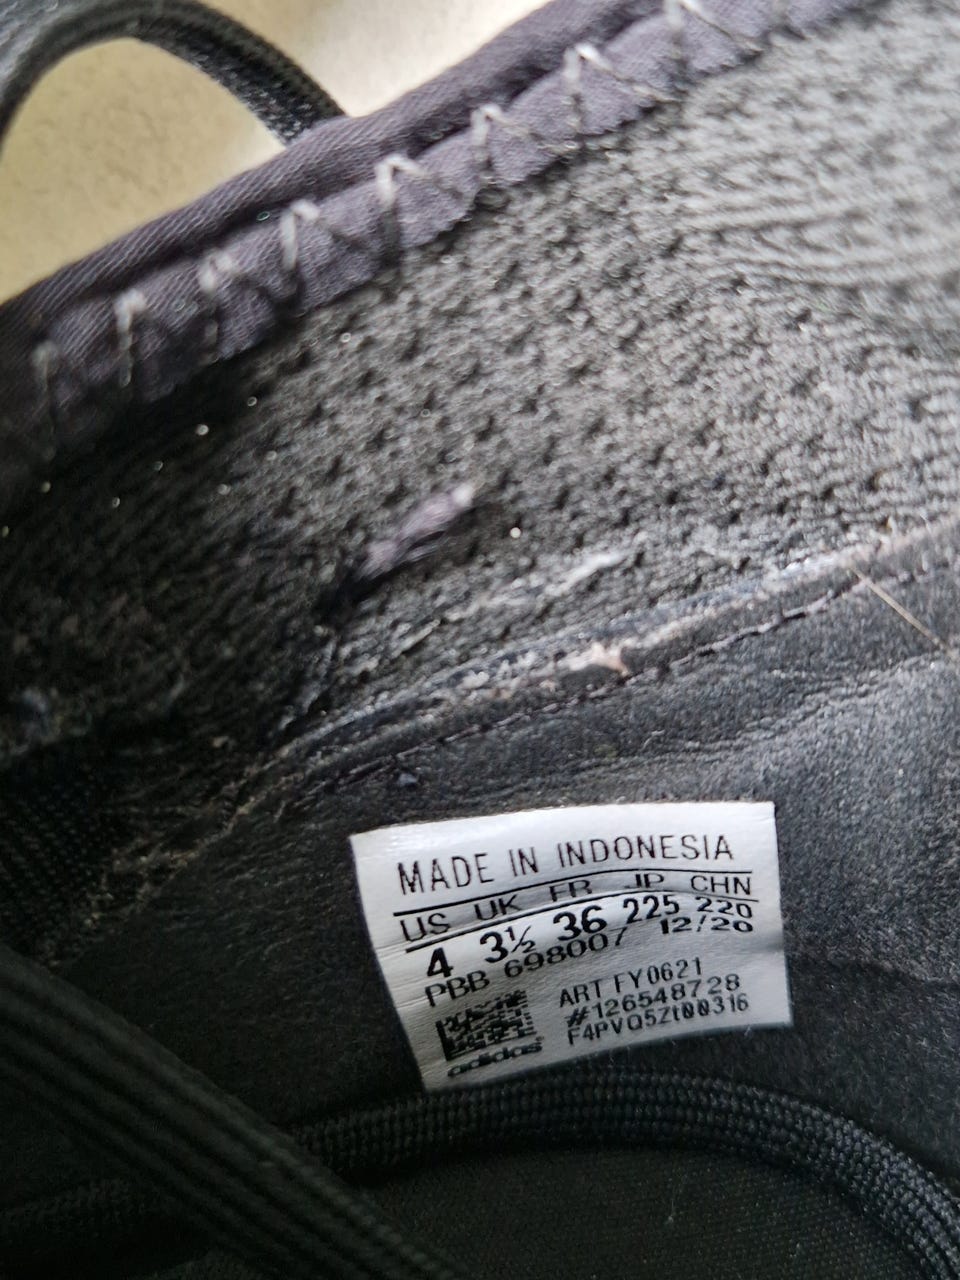 MADE IN INDONESIA
US UK FR JP CHN
4 3½ 36 225 220
PBB 698007 12/20
ART FY0621
#126548728
F4PVQ5Zt00316
adidas